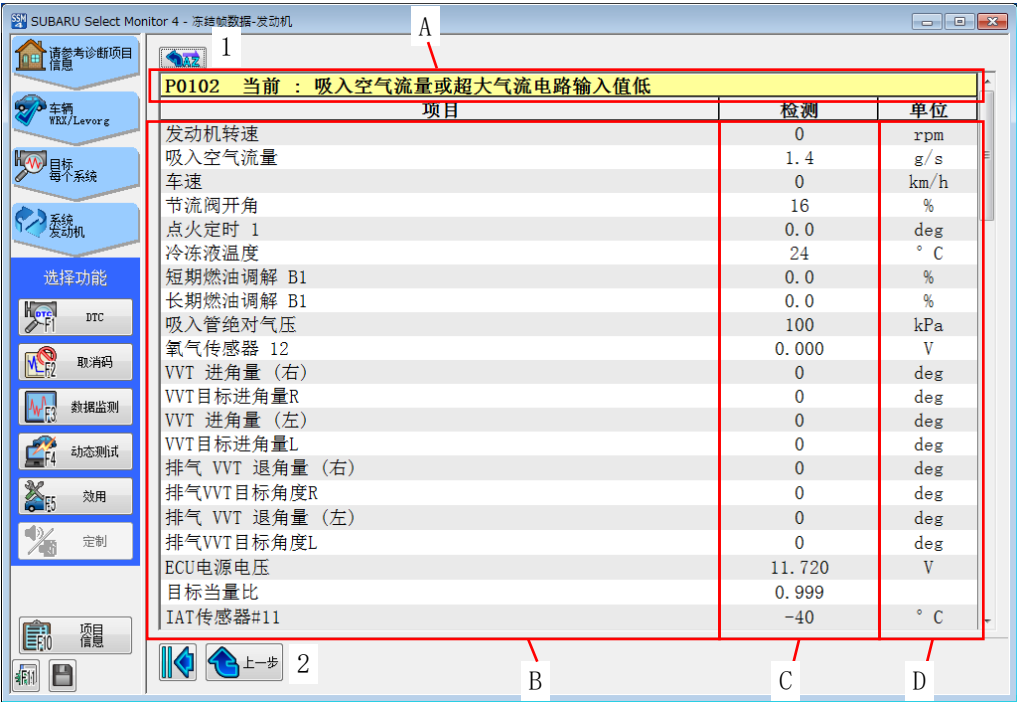 SSM 4 SUBARU Select Monitor 4 - 冻结帧数据-发动机
A
请参考诊断项目
信息
AZ 1
P0102 当前 : 吸入空气流量或超大气流电路输入值低
项目 检测 单位
车辆
WRX/Levorg
目标
每个系统
系统
发动机
发动机转速 0 rpm
吸入空气流量 1.4 g/s
车速 0 km/h
节流阀开角 16 %
点火定时 1 0.0 deg
冷冻液温度 24 ° C
短期燃油调解 B1 0.0 %
长期燃油调解 B1 0.0 %
吸入管绝对气压 100 kPa
氧气传感器 12 0.000 V
VVT 进角量 (右) 0 deg
VVT目标进角量R 0 deg
VVT 进角量 (左) 0 deg
VVT目标进角量L 0 deg
排气 VVT 退角量 (右) 0 deg
排气VVT目标角度R 0 deg
排气 VVT 退角量 (左) 0 deg
排气VVT目标角度L 0 deg
ECU电源电压 11.720 V
目标当量比 0.999
IAT传感器#11 -40 ° C
选择功能
DTC F1 DTC
F2 取消码
F3 数据监测
F4 动态测试
F5 效用
定制
F10 项目
信息
F11
上一步 2
B C D